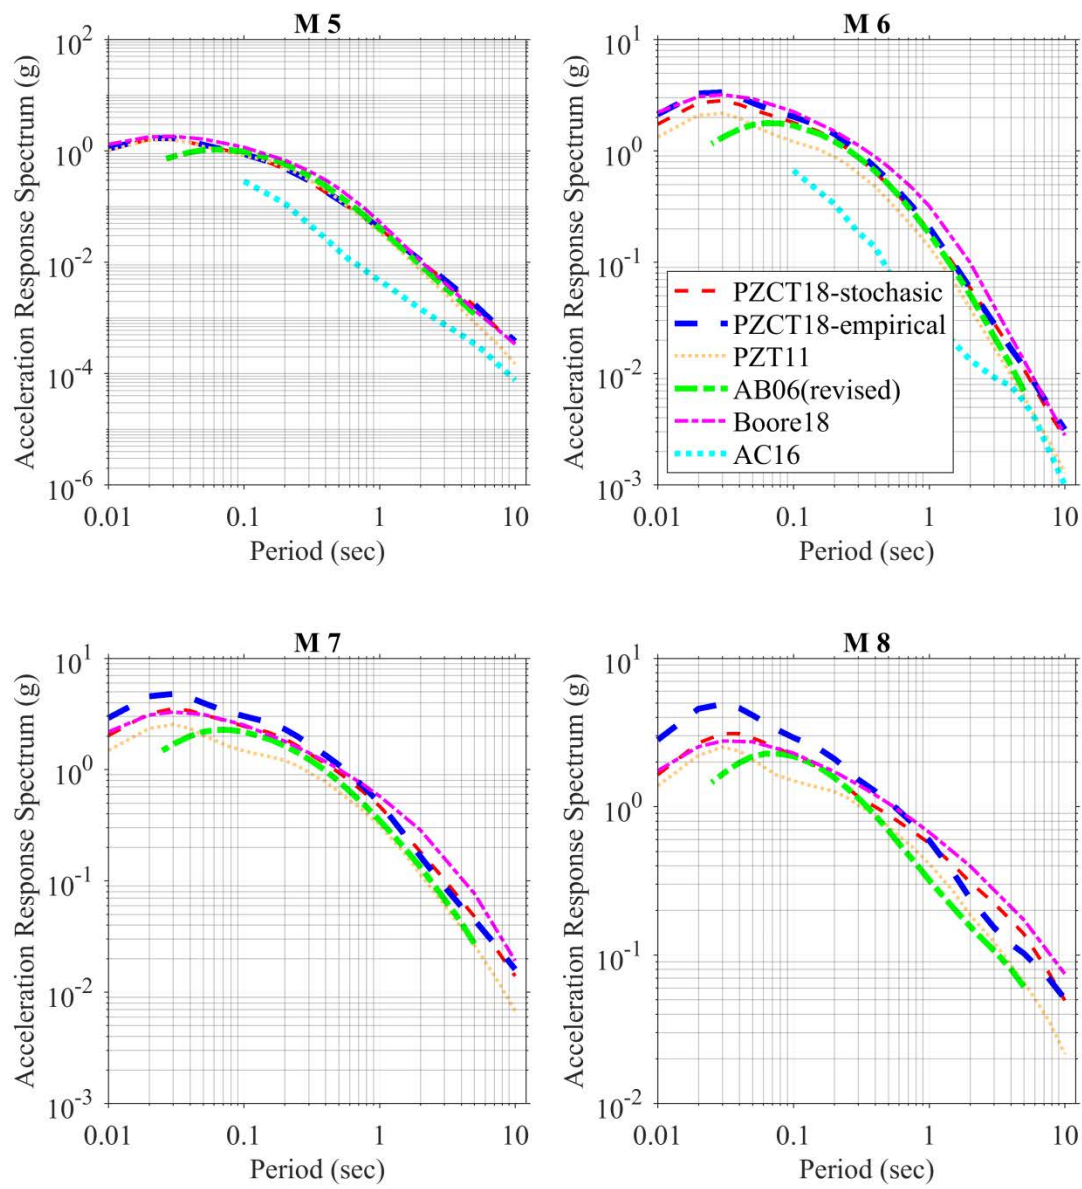 M 5
Acceleration Response Spectrum (g)
10^2
10^0
10^-2
10^-4
10^-6
0.01 0.1 1 10
Period (sec)
M 6
Acceleration Response Spectrum (g)
10^1
10^0
10^-1
10^-2
10^-3
PZCT18-stochasic
PZCT18-empirical
PZT11
AB06(revised)
Boore18
AC16
0.01 0.1 1 10
Period (sec)
M 7
Acceleration Response Spectrum (g)
10^1
10^0
10^-1
10^-2
10^-3
0.01 0.1 1 10
Period (sec)
M 8
Acceleration Response Spectrum (g)
10^1
10^0
10^-1
10^-2
0.01 0.1 1 10
Period (sec)